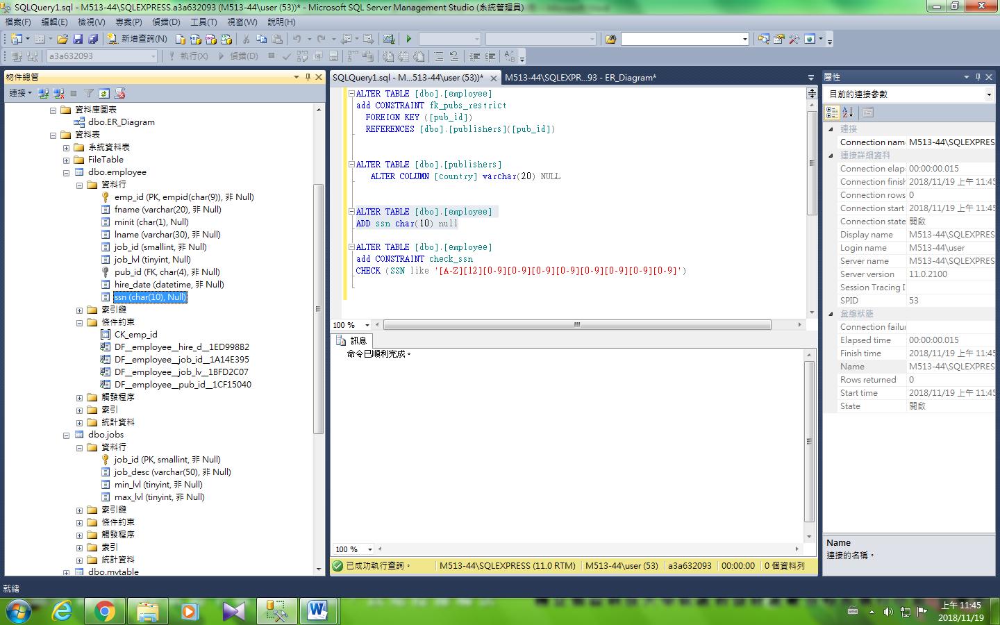 SQLQuery1.sql - M513-44\SQLEXPRESS.a3a632093 (M513-44\user (53))* - Microsoft SQL Server Management Studio (系統管理員)
檔案(F) 編輯(E) 檢視(V) 專案(P) 偵錯(D) 工具(T) 視窗(W) 說明(H)
新增查詢(N)
a3a632093 執行(X) 偵錯(D)
物件總管
連接
資料庫圖表
dbo.ER_Diagram
資料表
系統資料表
FileTable
dbo.employee
資料行
emp_id (PK, empid(char(9)), 非 Null)
fname (varchar(20), 非 Null)
minit (char(1), Null)
lname (varchar(30), 非 Null)
job_id (smallint, 非 Null)
job_lvl (tinyint, Null)
pub_id (FK, char(4), 非 Null)
hire_date (datetime, 非 Null)
ssn (char(10), Null)
索引鍵
條件約束
CK_emp_id
DF__employee__hire_d__1ED998B2
DF__employee__job_id__1A14E395
DF__employee__job_lv__1BFD2C07
DF__employee__pub_id__1CF15040
觸發程序
索引
統計資料
dbo.jobs
資料行
job_id (PK, smallint, 非 Null)
job_desc (varchar(50), 非 Null)
min_lvl (tinyint, 非 Null)
max_lvl (tinyint, 非 Null)
索引鍵
條件約束
觸發程序
索引
統計資料
dbo.mytable
SQLQuery1.sql - M...513-44\user (53))* M513-44\SQLEXPR...93 - ER_Diagram*
ALTER TABLE [dbo].[employee]
add CONSTRAINT fk_pubs_restrict
FOREIGN KEY ([pub_id])
REFERENCES [dbo].[publishers]([pub_id])
ALTER TABLE [dbo].[publishers]
ALTER COLUMN [Country] varchar(20) NULL
ALTER TABLE [dbo].[employee]
ADD ssn char(10) null
ALTER TABLE [dbo].[employee]
add CONSTRAINT check_ssn
CHECK (SSN like '[A-Z][12][0-9][0-9][0-9][0-9][0-9][0-9][0-9][0-9]')
100 %
訊息
命令已順利完成。
100 %
已成功執行查詢。 M513-44\SQLEXPRESS (11.0 RTM) M513-44\user (53) a3a632093 00:00:00 0 個資料列
屬性
目前的連接參數
連接
Connection nam M513-44\SQLEXPRES
連接詳細資料
Connection elap 00:00:00.015
Connection finish 2018/11/19 上午 11:45
Connection rows 0
Connection start 2018/11/19 上午 11:45
Connection state 開啟
Display name M513-44\SQLEXPRES
Login name M513-44\user
Server name M513-44\SQLEXPRES
Server version 11.0.2100
Session Tracing I
SPID 53
彙總狀態
Connection failur
Elapsed time 00:00:00.015
Finish time 2018/11/19 上午 11:45
Name M513-44\SQLEXPRES
Rows returned 0
Start time 2018/11/19 上午 11:45
State 開啟
Name
連接的名稱。
就緒
上午 11:45
2018/11/19